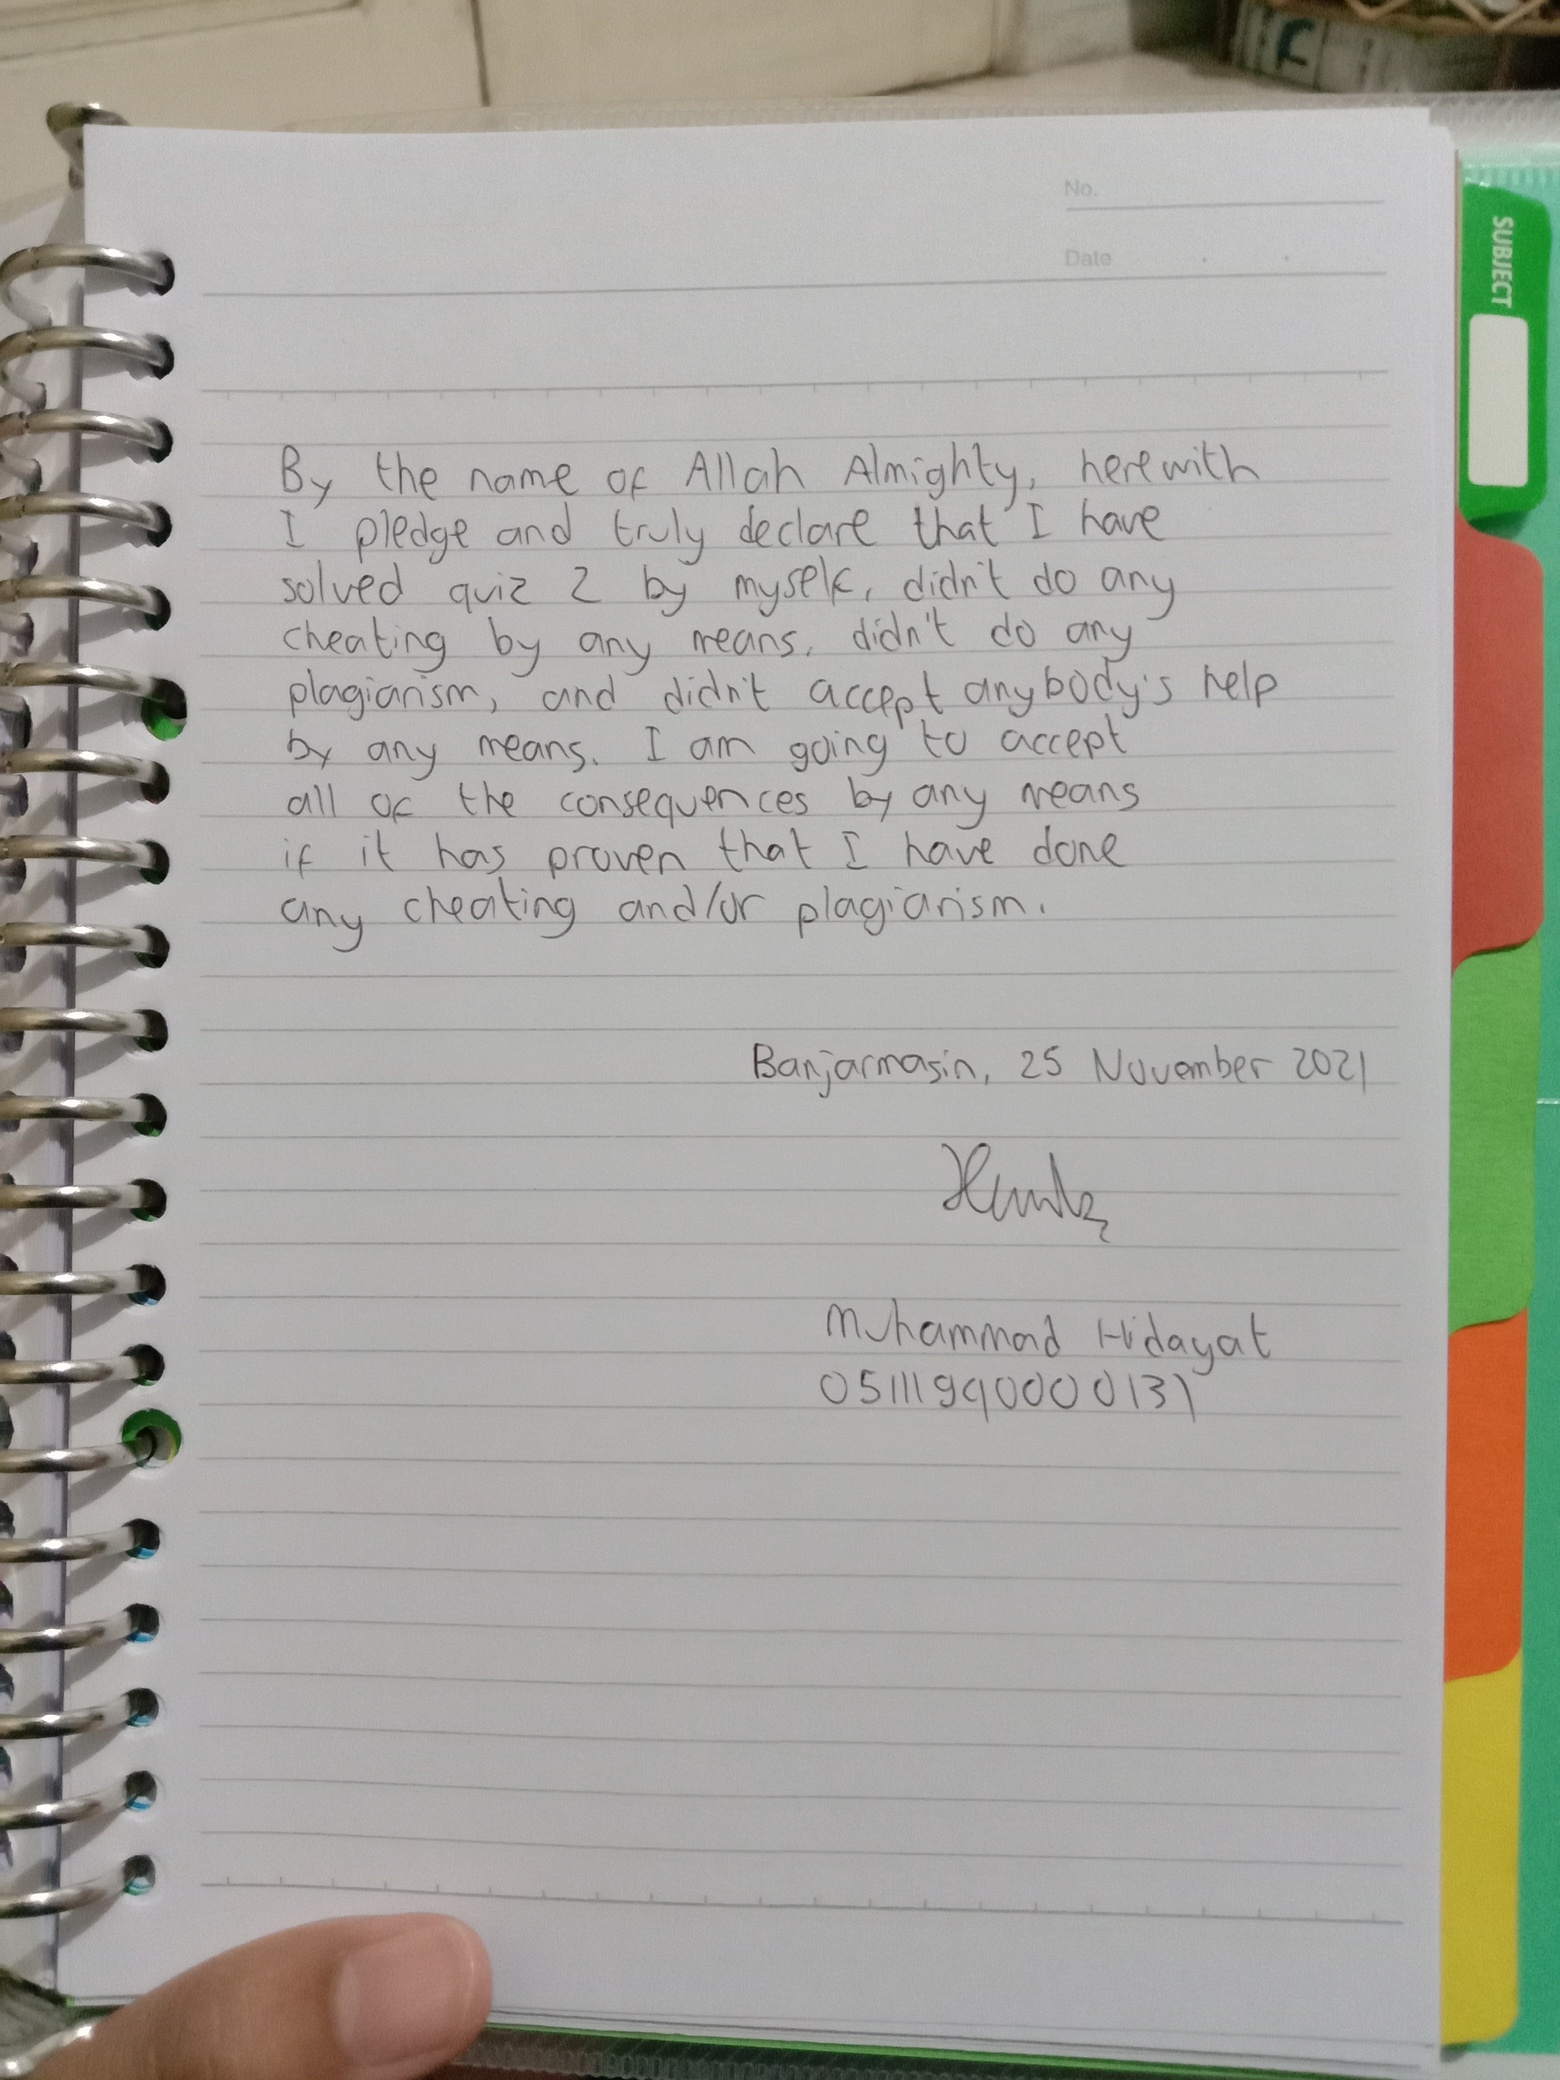 No.
Date
SUBJECT
By the name of Allah Almighty, herewith
I pledge and truly declare that I have
solved quiz 2 by myself, didn't do any
cheating by any means, didn't do any
plagiarism, and didn't accept anybody's help
by any means. I am going to accept
all of the consequences by any means
if it has proven that I have done
any cheating and/or plagiarism.
Banjarmasin, 25 November 2021
Muhammad Hidayat
05111940000131